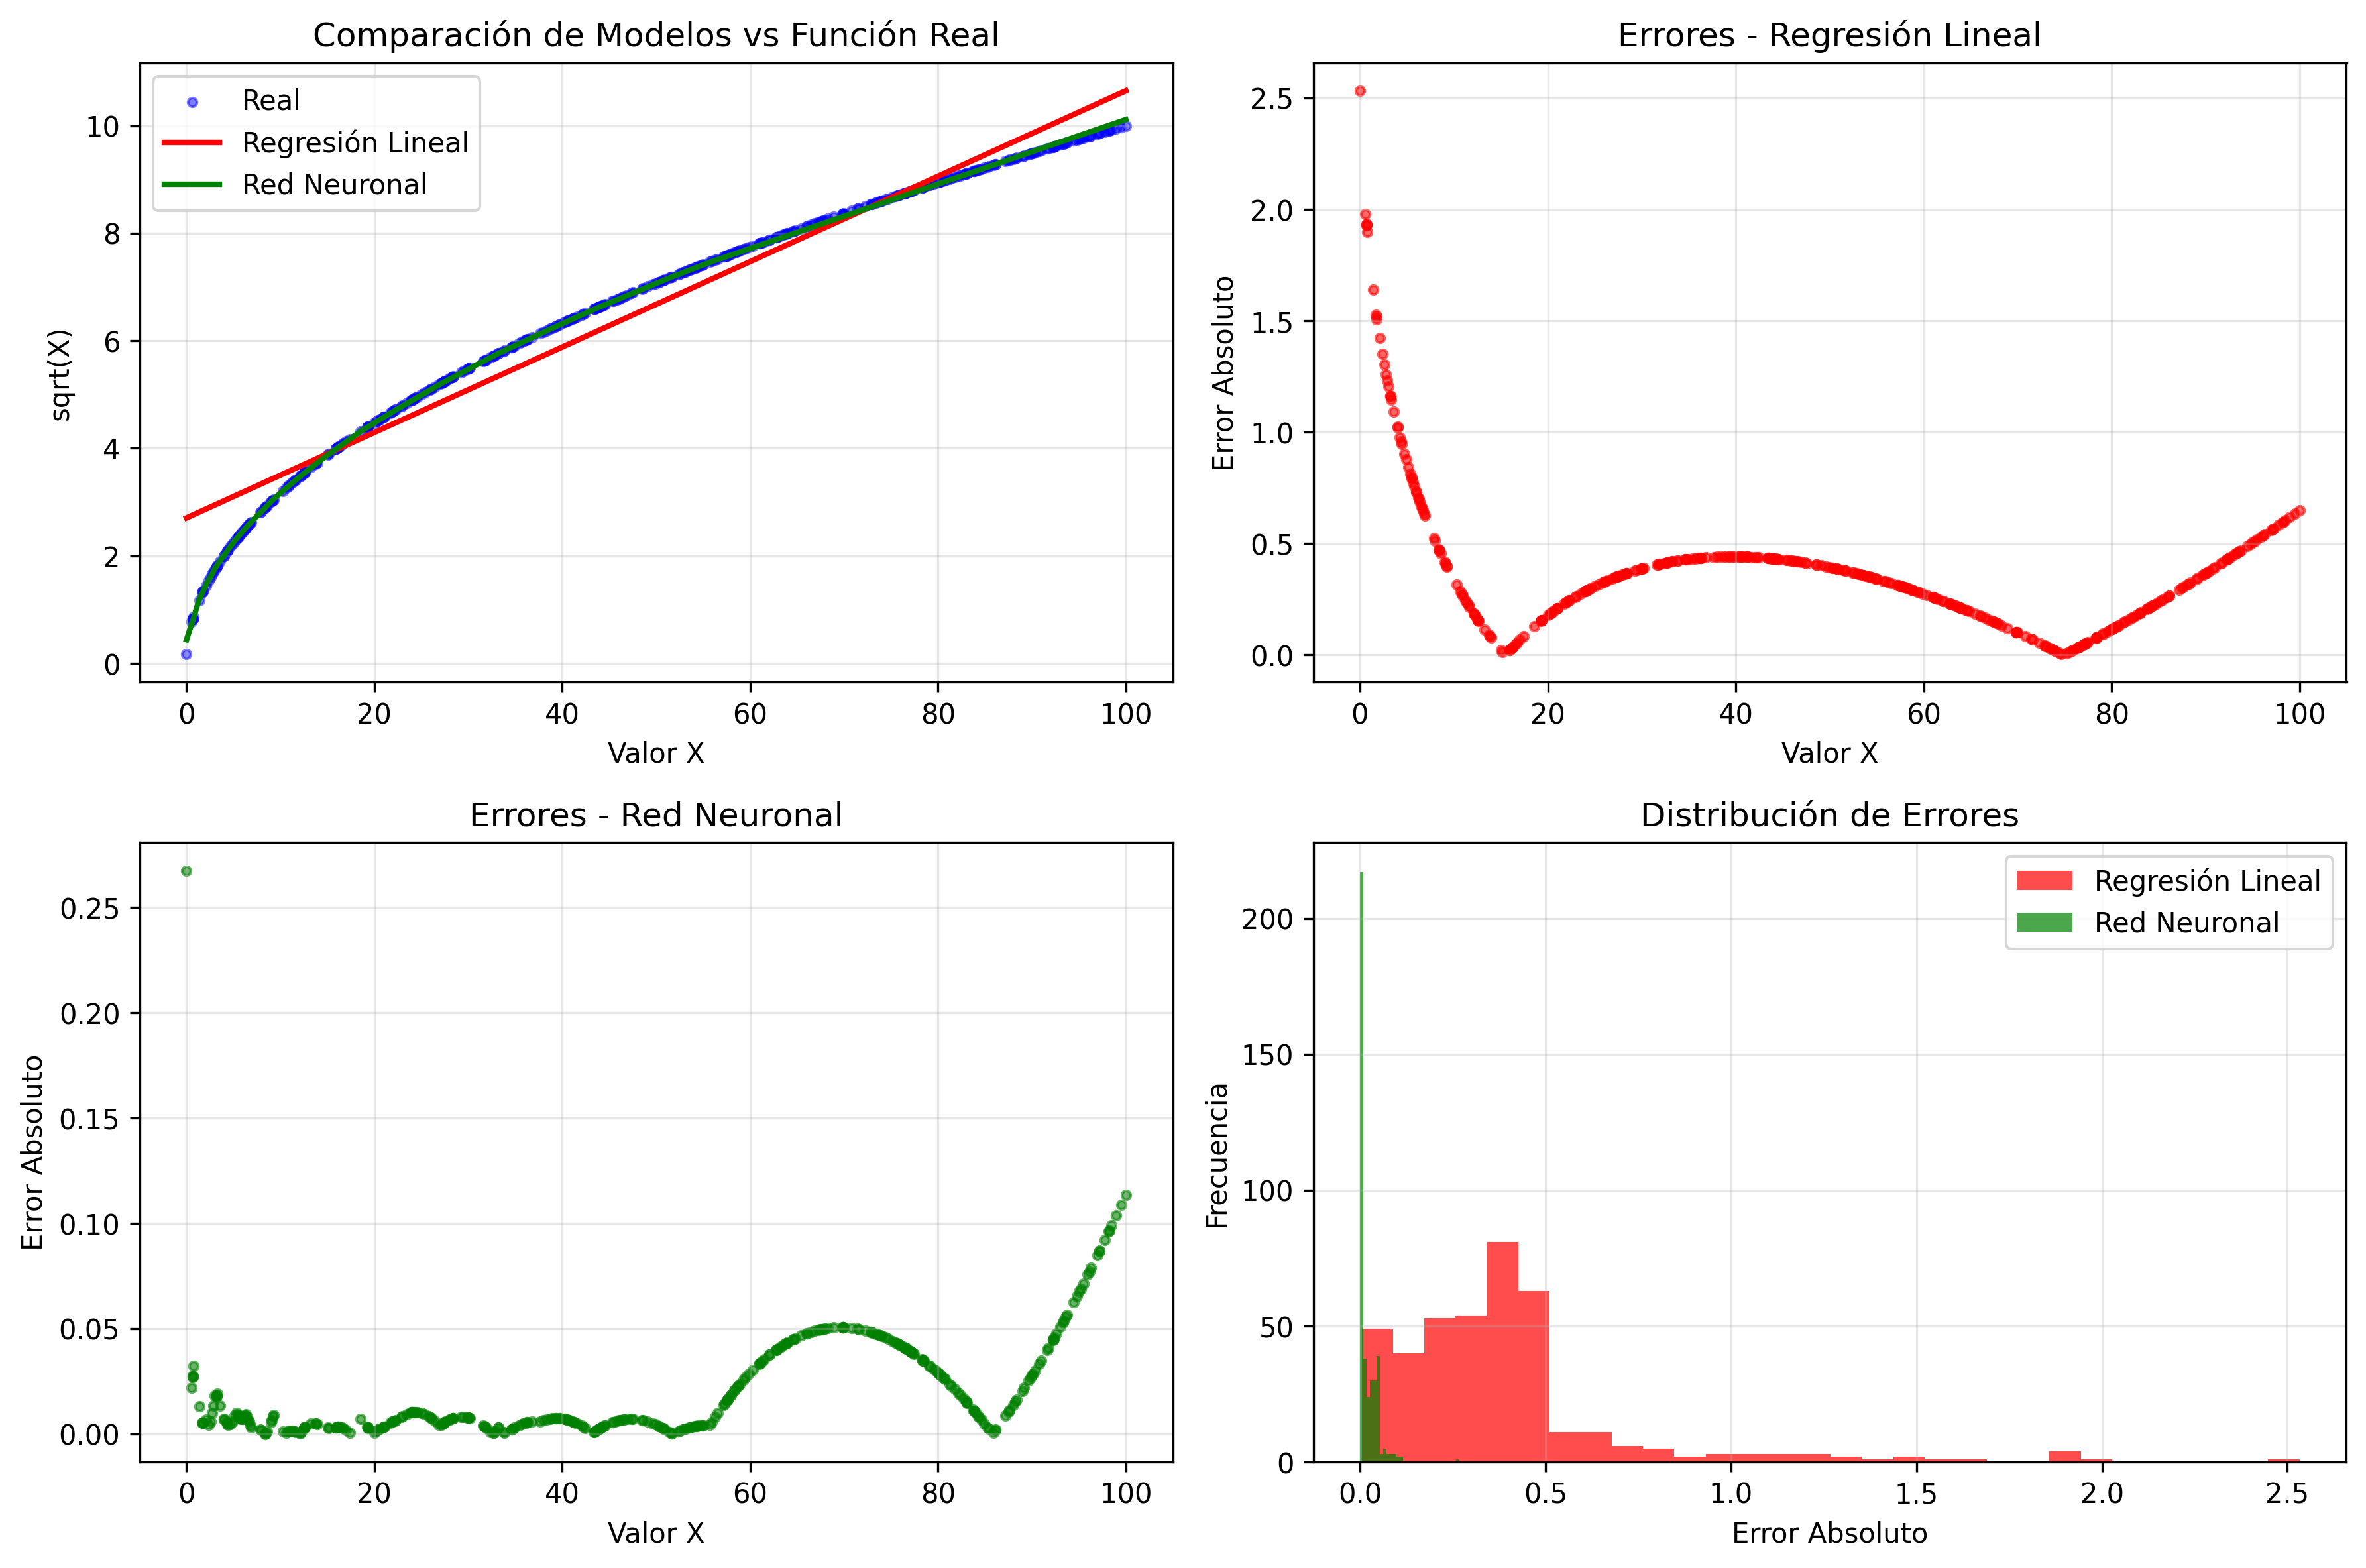 Comparación de Modelos vs Función Real
Real
Regresión Lineal
Red Neuronal
sqrt(X)
10
8
6
4
2
0
0 20 40 60 80 100
Valor X
Errores - Regresión Lineal
Error Absoluto
2.5
2.0
1.5
1.0
0.5
0.0
0 20 40 60 80 100
Valor X
Errores - Red Neuronal
Error Absoluto
0.25
0.20
0.15
0.10
0.05
0.00
0 20 40 60 80 100
Valor X
Distribución de Errores
Regresión Lineal
Red Neuronal
Frecuencia
200
150
100
50
0
0.0 0.5 1.0 1.5 2.0 2.5
Error Absoluto